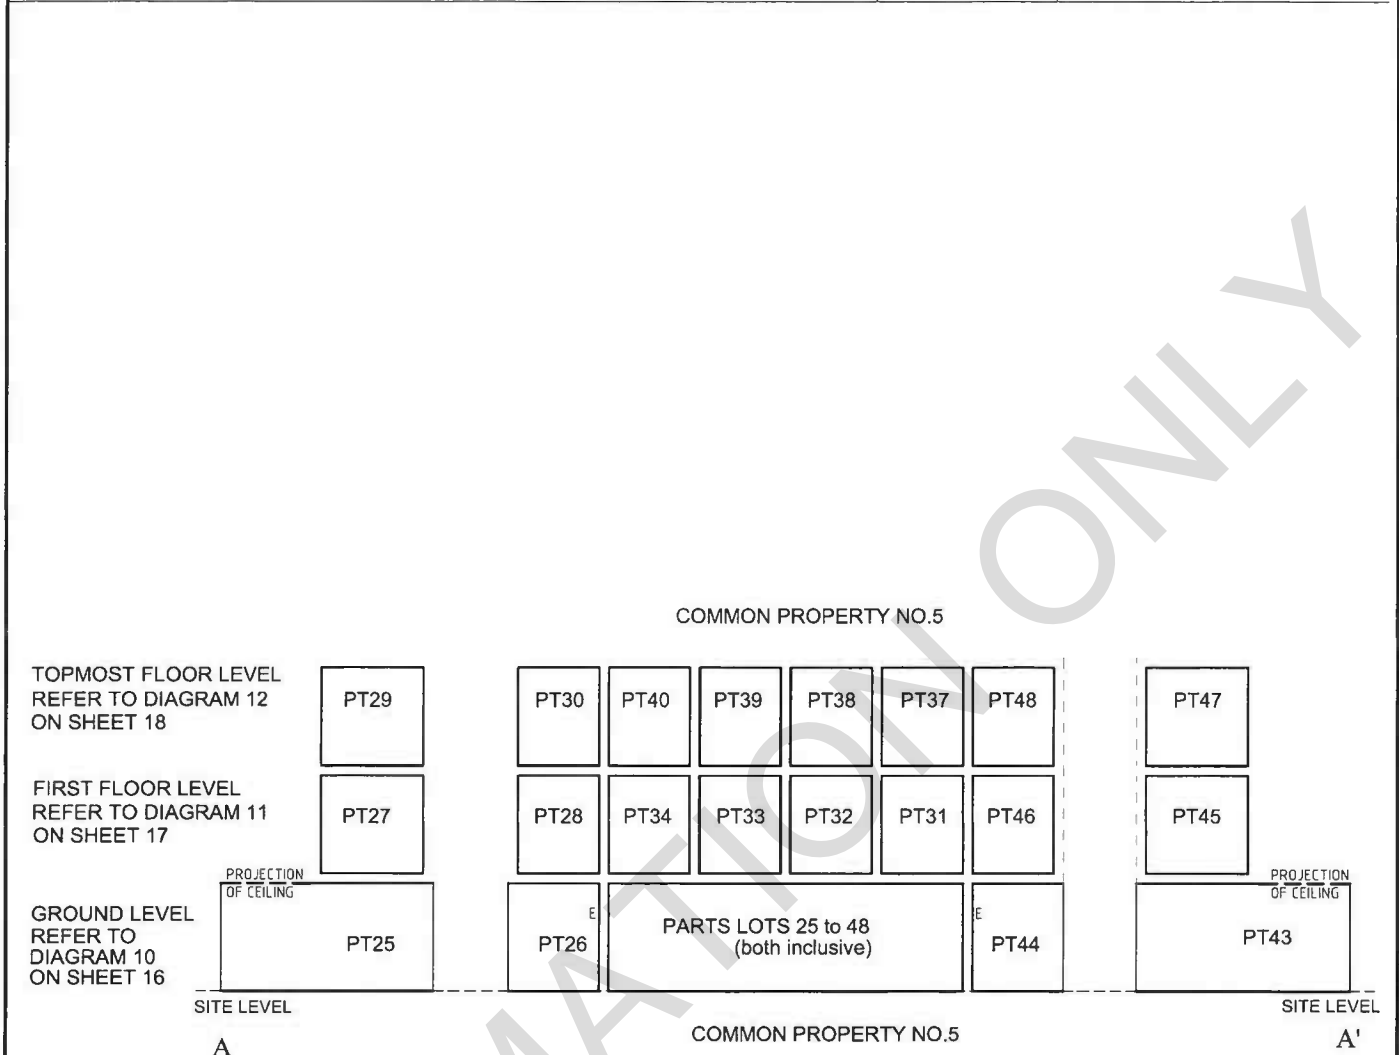 COMMON PROPERTY NO.5
TOPMOST FLOOR LEVEL
REFER TO DIAGRAM 12
ON SHEET 18
PT29
PT30
PT40
PT39
PT38
PT37
PT48
PT47
FIRST FLOOR LEVEL
REFER TO DIAGRAM 11
ON SHEET 17
PT27
PT28
PT34
PT33
PT32
PT31
PT46
PT45
PROJECTION
OF CEILING
PROJECTION
OF CEILING
GROUND LEVEL
REFER TO
DIAGRAM 10
ON SHEET 16
PT25
E
PT26
PARTS LOTS 25 to 48
(both inclusive)
E
PT44
PT43
SITE LEVEL
SITE LEVEL
COMMON PROPERTY NO.5
A
A'
MATION ONLY